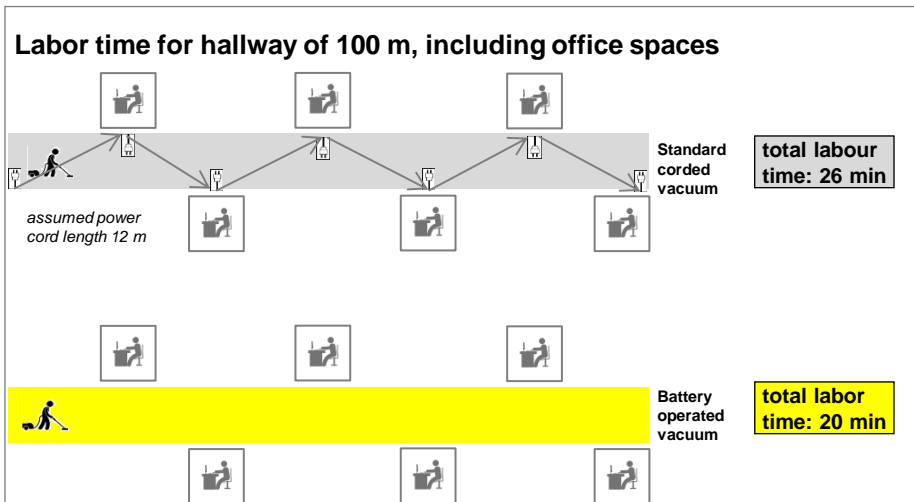 Labor time for hallway of 100 m, including office spaces
Standard
corded
vacuum
total labour
time: 26 min
assumed power
cord length 12 m
Battery
operated
vacuum
total labor
time: 20 min